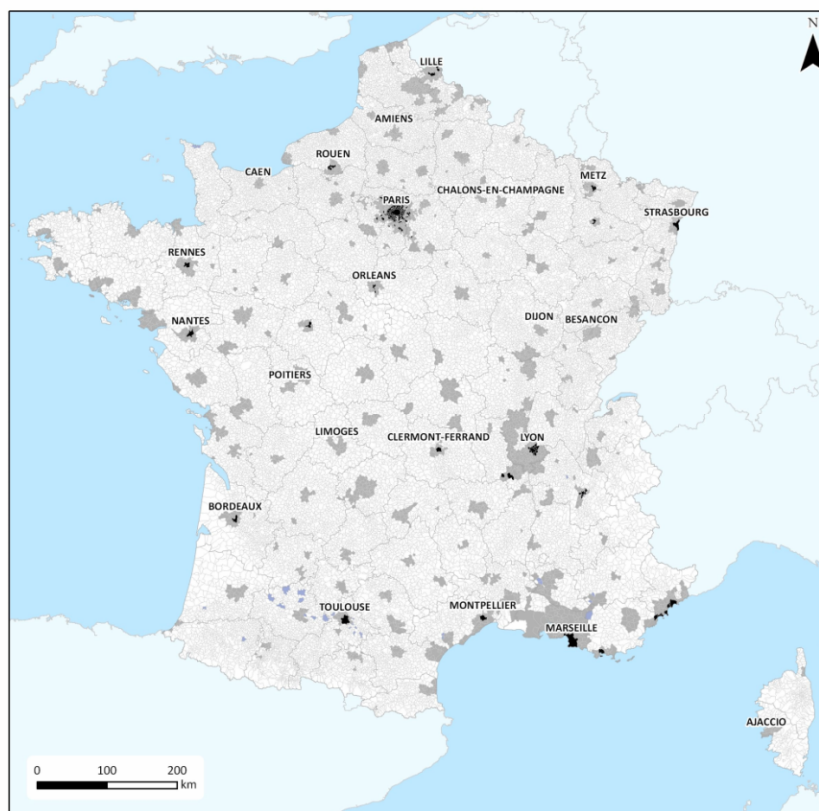 N
LILLE
AMIENS
ROUEN
CAEN
METZ
PARIS
CHALONS-EN-CHAMPAGNE
STRASBOURG
RENNES
ORLEANS
NANTES
DIJON
BESANCON
POITIERS
LIMOGES
CLERMONT-FERRAND
LYON
BORDEAUX
TOULOUSE
MONTPELLIER
MARSEILLE
AJACCIO
0 100 200
km